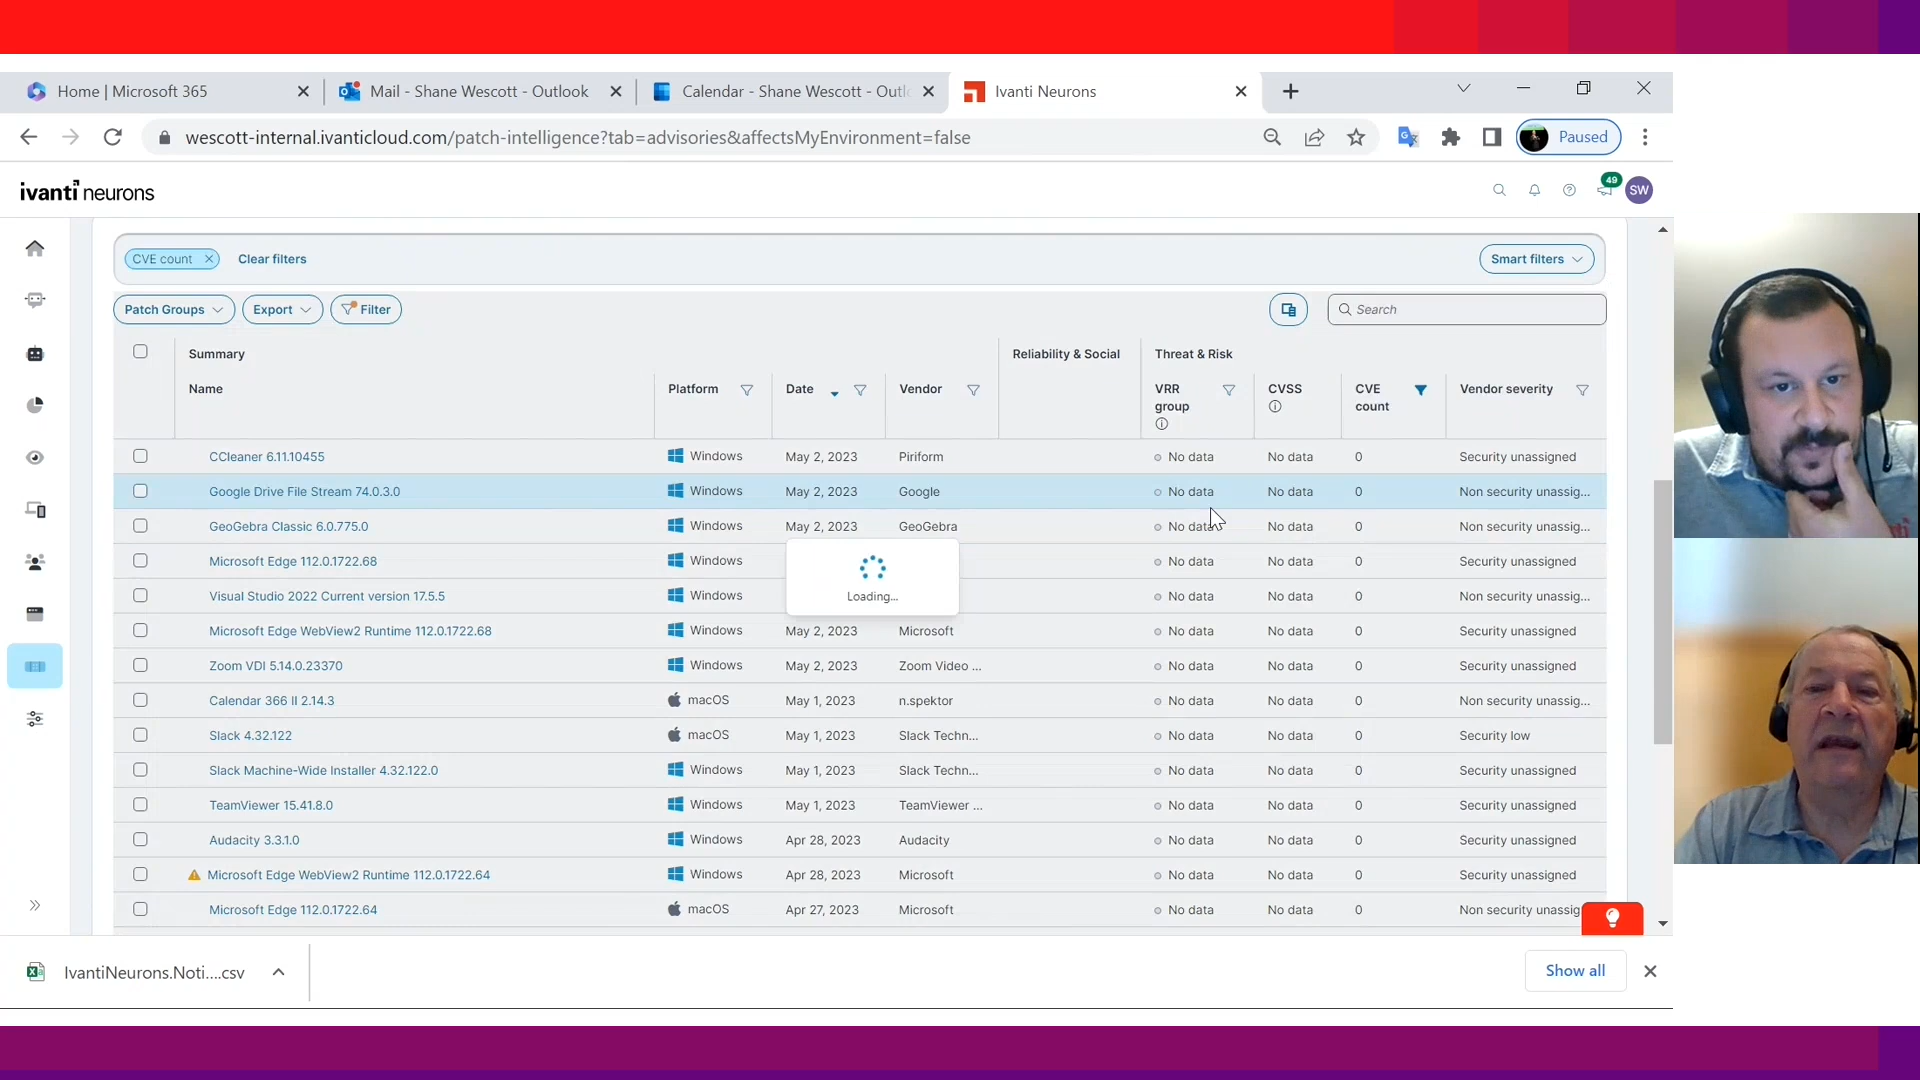 Home | Microsoft 365
Mail - Shane Wescott - Outlook
Calendar - Shane Wescott - Outlo
Ivanti Neurons
wescott-internal.ivanticloud.com/patch-intelligence?tab=advisories&affectsMyEnvironment=false
Paused
ivanti neurons
49
SW
CVE count
Clear filters
Smart filters
Patch Groups
Export
Filter
Search
Summary
Reliability & Social
Threat & Risk
Name
Platform
Date
Vendor
VRR group
CVSS
CVE count
Vendor severity
CCleaner 6.11.10455 Windows May 2, 2023 Piriform No data No data 0 Security unassigned
Google Drive File Stream 74.0.3.0 Windows May 2, 2023 Google No data No data 0 Non security unassig...
GeoGebra Classic 6.0.775.0 Windows May 2, 2023 GeoGebra No data No data 0 Non security unassig...
Microsoft Edge 112.0.1722.68 Windows No data No data 0 Security unassigned
Visual Studio 2022 Current version 17.5.5 Windows No data No data 0 Non security unassig...
Loading...
Microsoft Edge WebView2 Runtime 112.0.1722.68 Windows May 2, 2023 Microsoft No data No data 0 Security unassigned
Zoom VDI 5.14.0.23370 Windows May 2, 2023 Zoom Video ... No data No data 0 Security unassigned
Calendar 366 II 2.14.3 macOS May 1, 2023 n.spektor No data No data 0 Non security unassig...
Slack 4.32.122 macOS May 1, 2023 Slack Techn... No data No data 0 Security low
Slack Machine-Wide Installer 4.32.122.0 Windows May 1, 2023 Slack Techn... No data No data 0 Security unassigned
TeamViewer 15.41.8.0 Windows May 1, 2023 TeamViewer ... No data No data 0 Security unassigned
Audacity 3.3.1.0 Windows Apr 28, 2023 Audacity No data No data 0 Security unassigned
Microsoft Edge WebView2 Runtime 112.0.1722.64 Windows Apr 28, 2023 Microsoft No data No data 0 Security unassigned
Microsoft Edge 112.0.1722.64 macOS Apr 27, 2023 Microsoft No data No data 0 Non security unassig
IvantiNeurons.Noti....csv
Show all